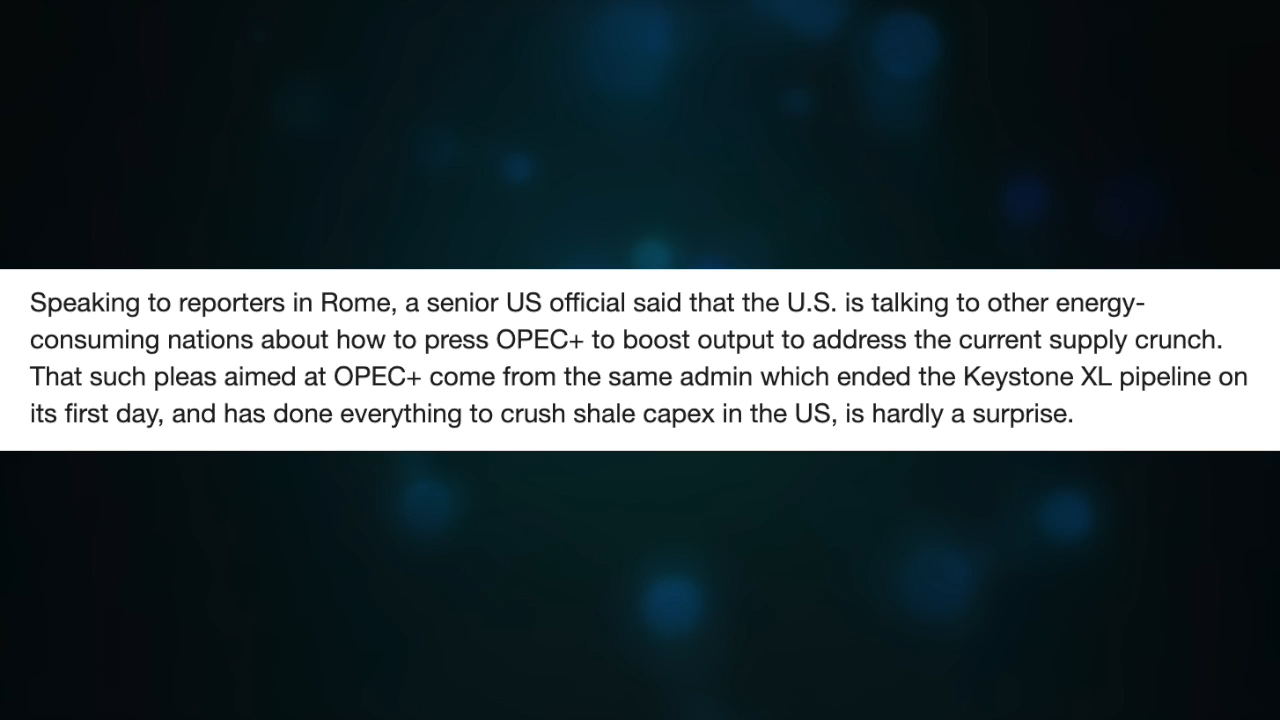 Speaking to reporters in Rome, a senior US official said that the U.S. is talking to other energy-
consuming nations about how to press OPEC+ to boost output to address the current supply crunch.
That such pleas aimed at OPEC+ come from the same admin which ended the Keystone XL pipeline on
its first day, and has done everything to crush shale capex in the US, is hardly a surprise.